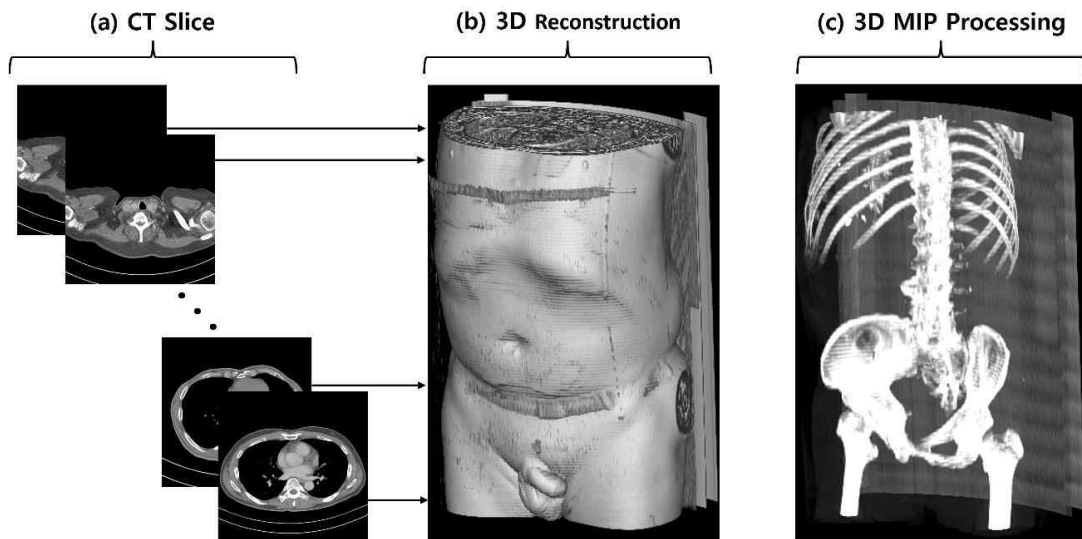 (a) CT Slice
(b) 3D Reconstruction
(c) 3D MIP Processing